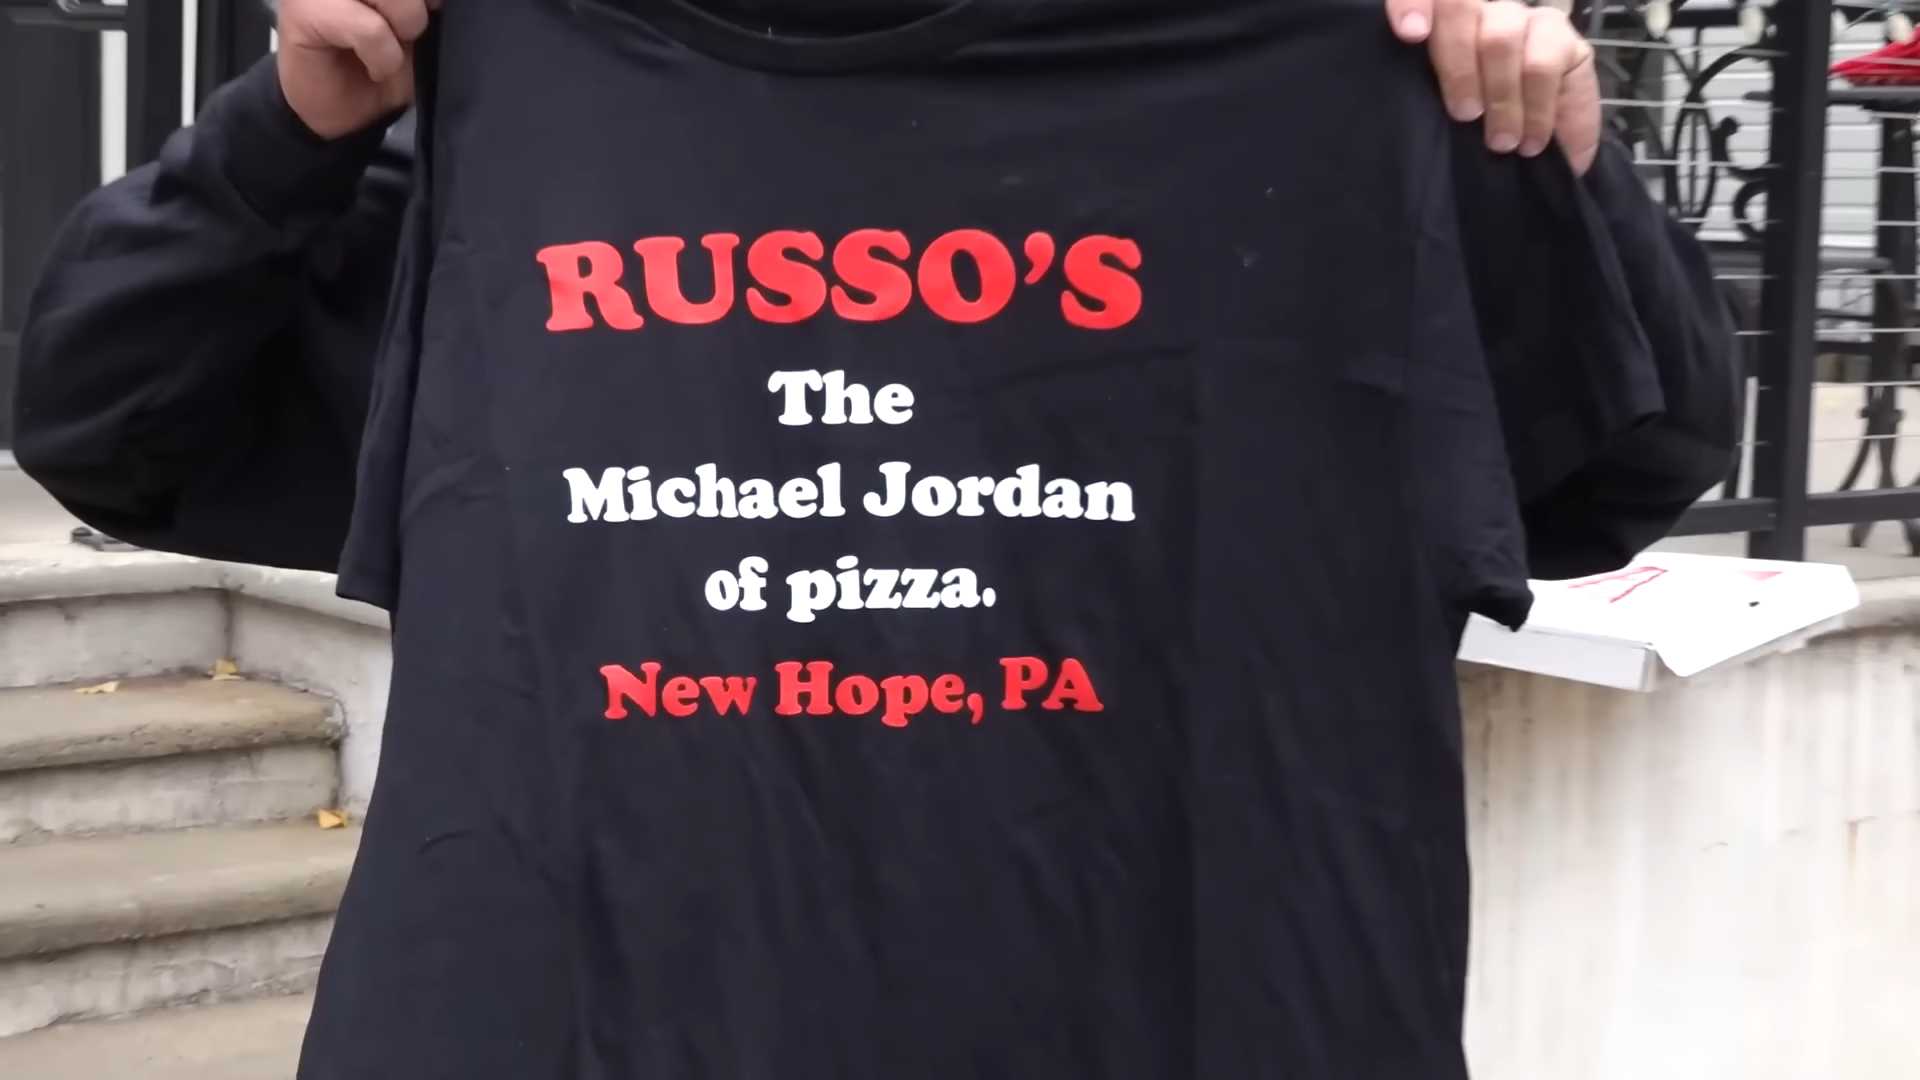 RUSSO'S
The
Michael Jordan
of pizza.
New Hope, PA